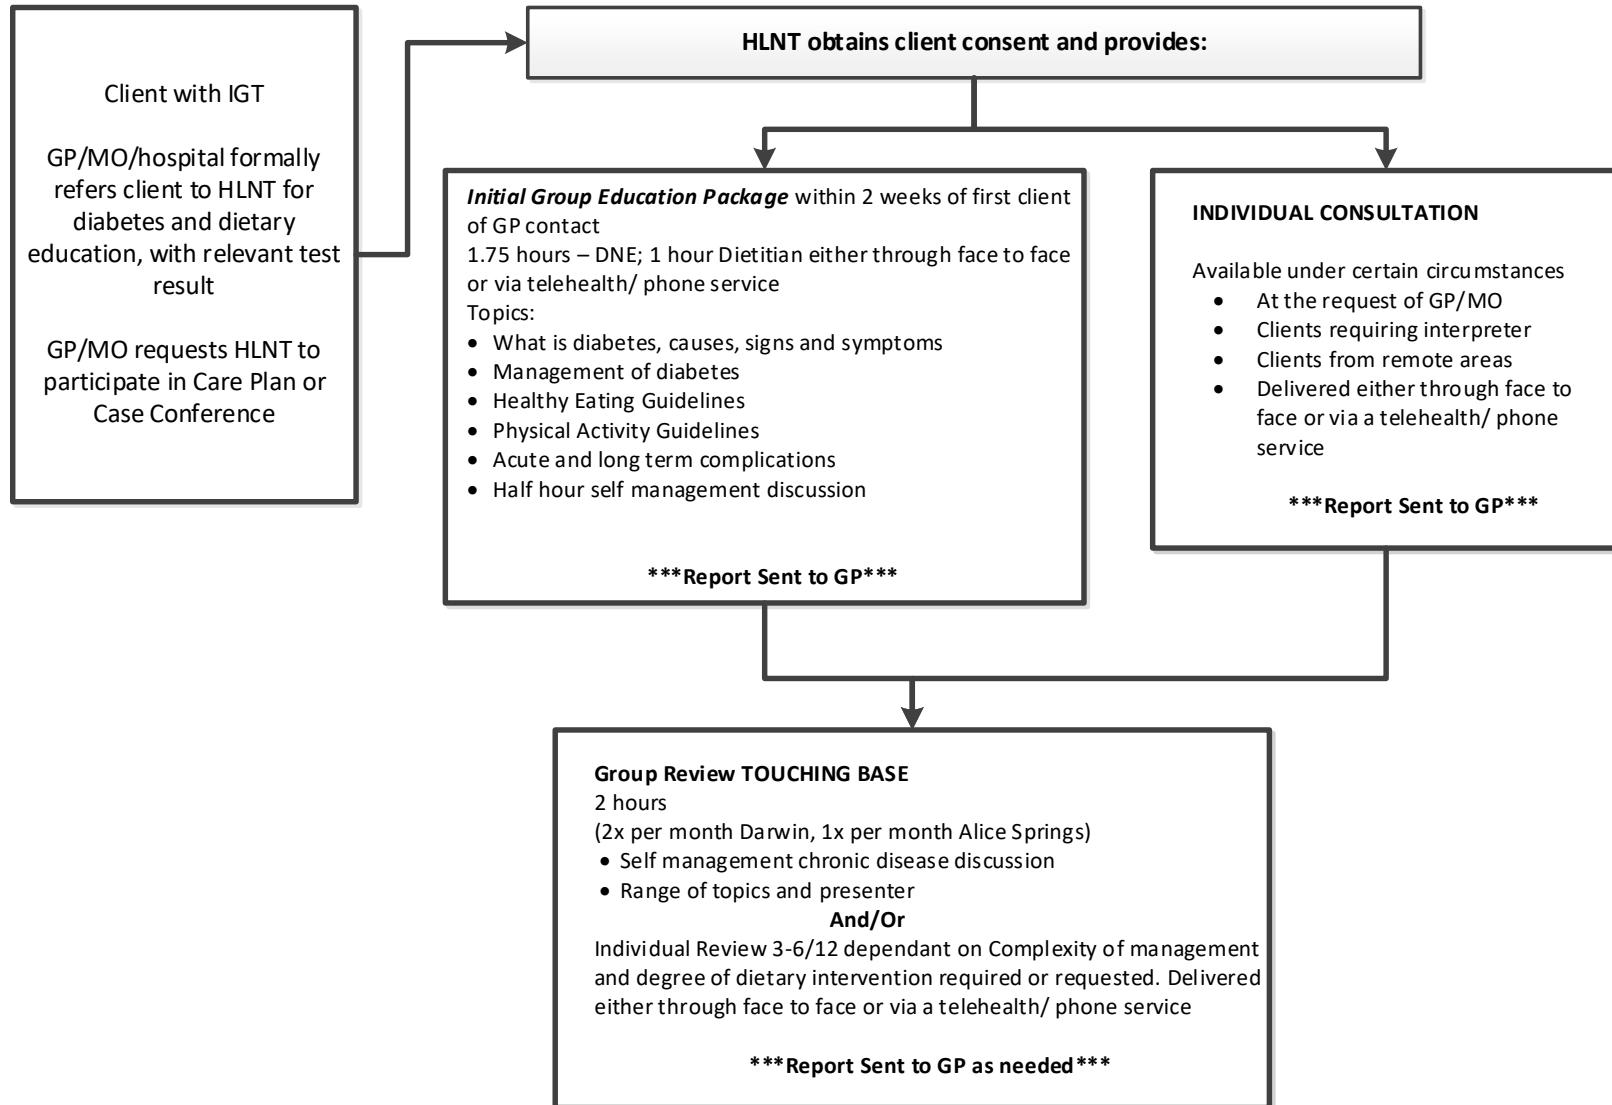 HLNT obtains client consent and provides:
Client with IGT
GP/MO/hospital formally
refers client to HLNT for
diabetes and dietary
education, with relevant test
result
GP/MO requests HLNT to
participate in Care Plan or
Case Conference
Initial Group Education Package within 2 weeks of first client
of GP contact
1.75 hours – DNE; 1 hour Dietitian either through face to face
or via telehealth/ phone service
Topics:
• What is diabetes, causes, signs and symptoms
• Management of diabetes
• Healthy Eating Guidelines
• Physical Activity Guidelines
• Acute and long term complications
• Half hour self management discussion
***Report Sent to GP***
INDIVIDUAL CONSULTATION
Available under certain circumstances
• At the request of GP/MO
• Clients requiring interpreter
• Clients from remote areas
• Delivered either through face to
face or via a telehealth/ phone
service
***Report Sent to GP***
Group Review TOUCHING BASE
2 hours
(2x per month Darwin, 1x per month Alice Springs)
• Self management chronic disease discussion
• Range of topics and presenter
And/Or
Individual Review 3-6/12 dependant on Complexity of management
and degree of dietary intervention required or requested. Delivered
either through face to face or via a telehealth/ phone service
***Report Sent to GP as needed***